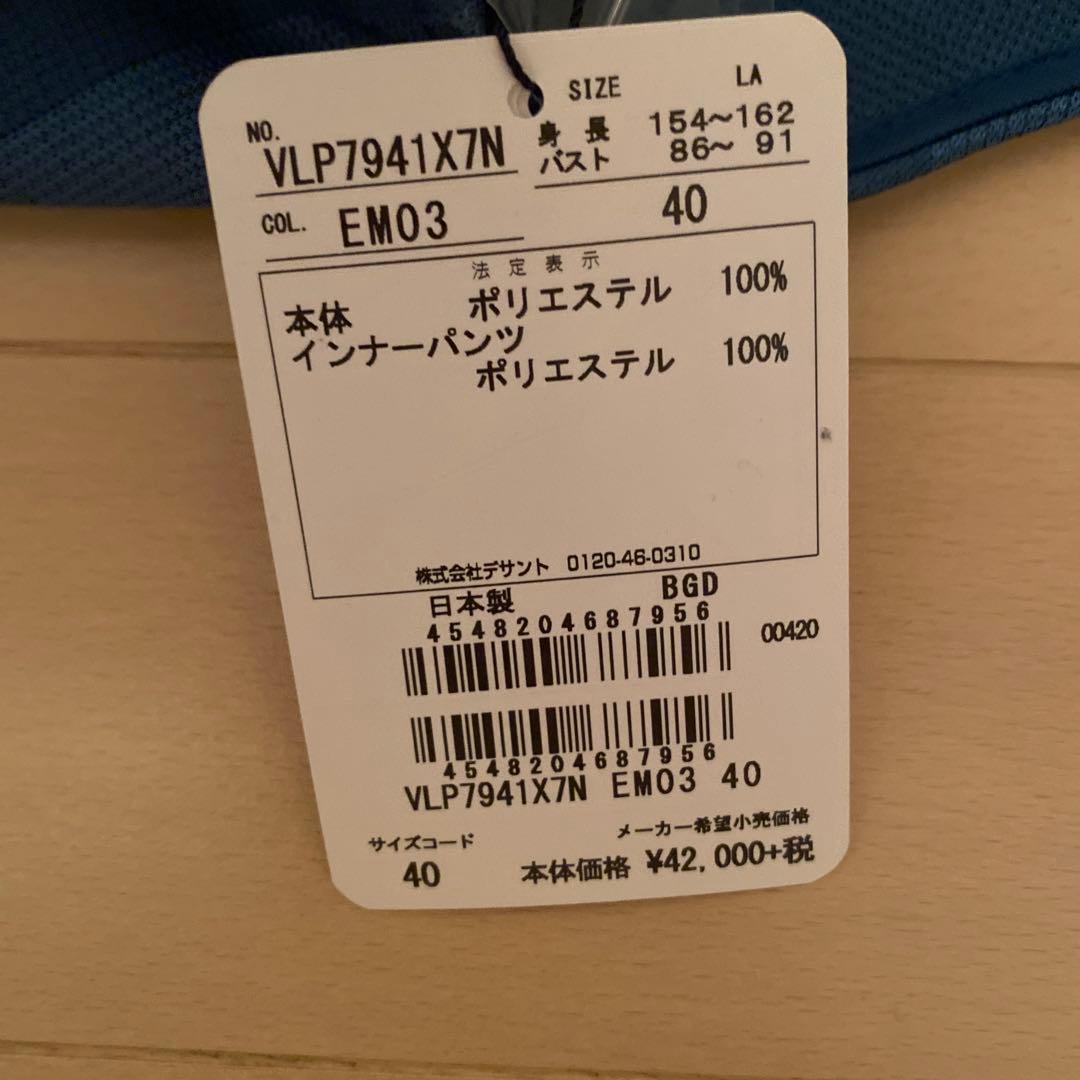 NO. VLP7941X7N
COL. EM03
SIZE LA
身長 154～162
バスト 86～ 91
40
法定表示
本体 ポリエステル 100%
インナーパンツ
ポリエステル 100%
株式会社デサント 0120-46-0310
日本製 BGD
4548204687956
00420
4548204687956
VLP7941X7N EM03 40
サイズコード
40
メーカー希望小売価格
本体価格 ¥42,000+税